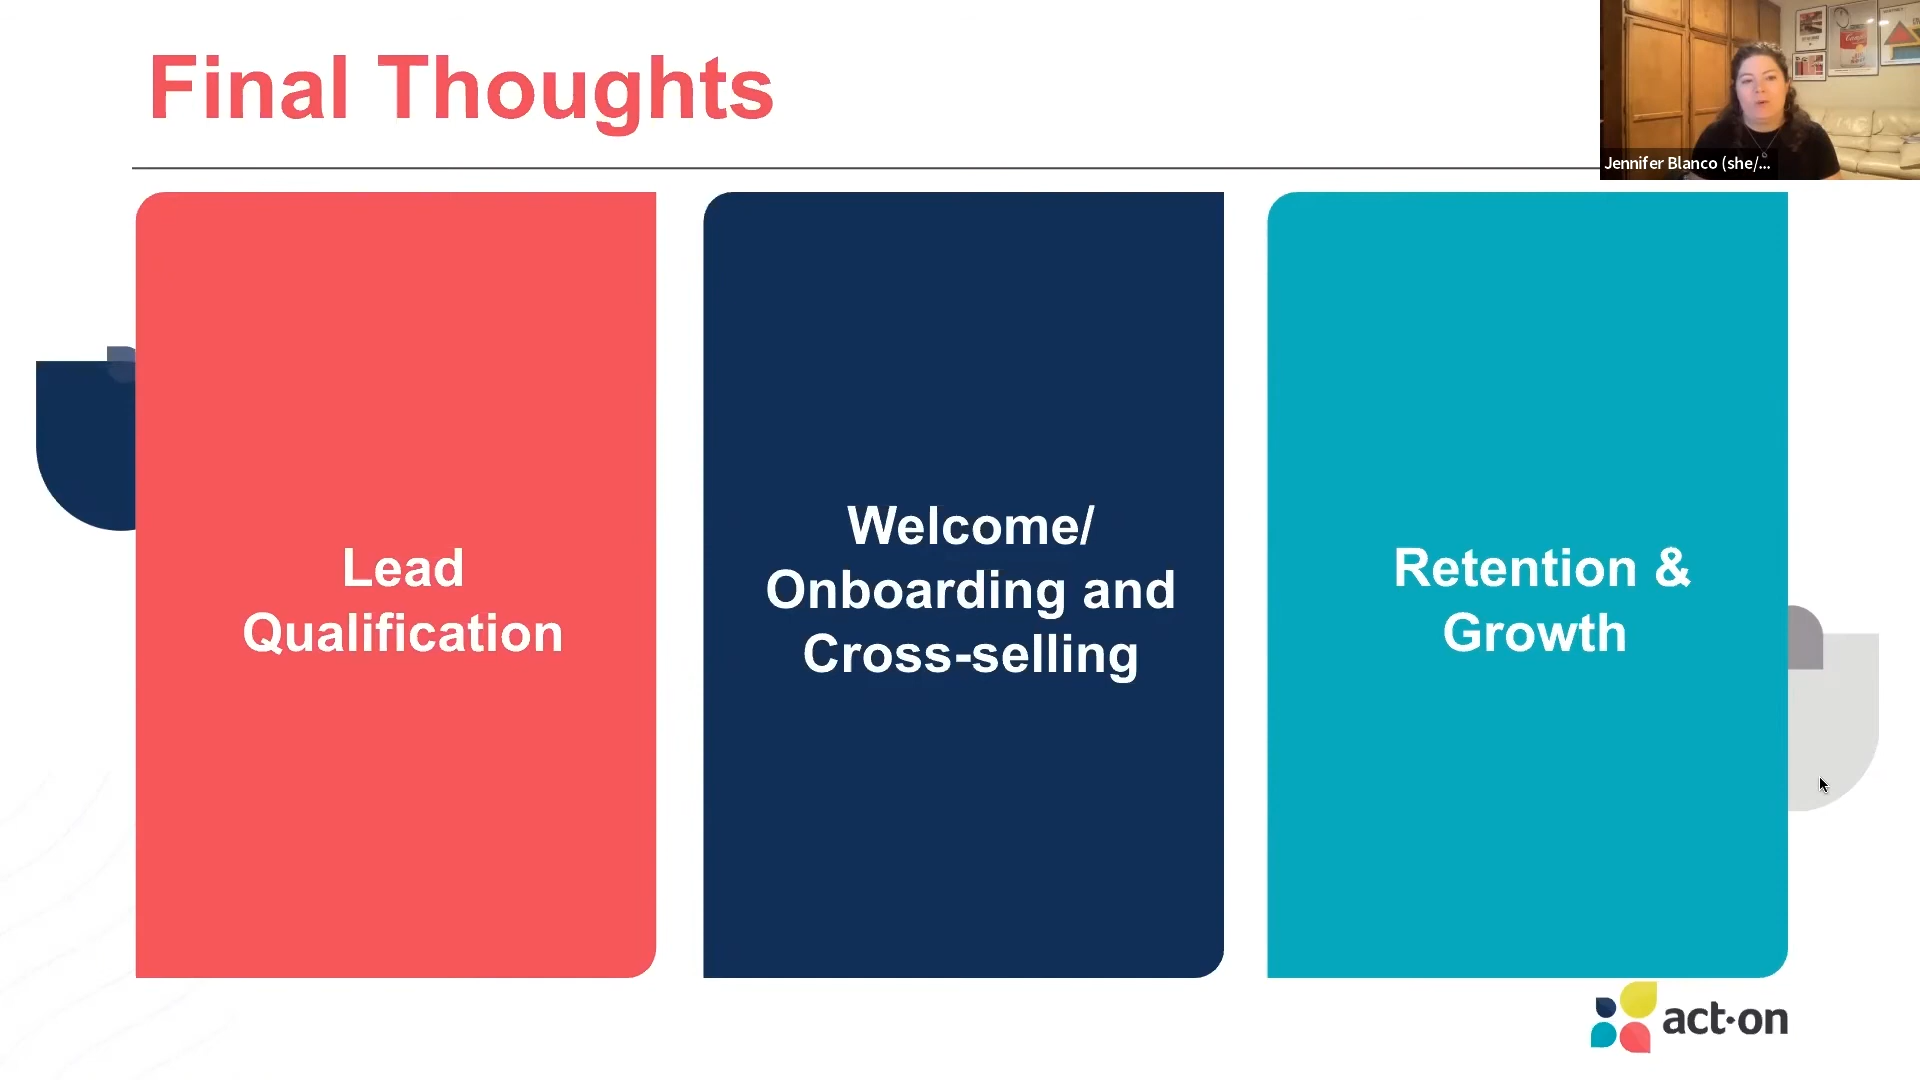 Final Thoughts
Jennifer Blanco (she/...
Lead
Qualification
Welcome/
Onboarding and
Cross-selling
Retention &
Growth
act-on